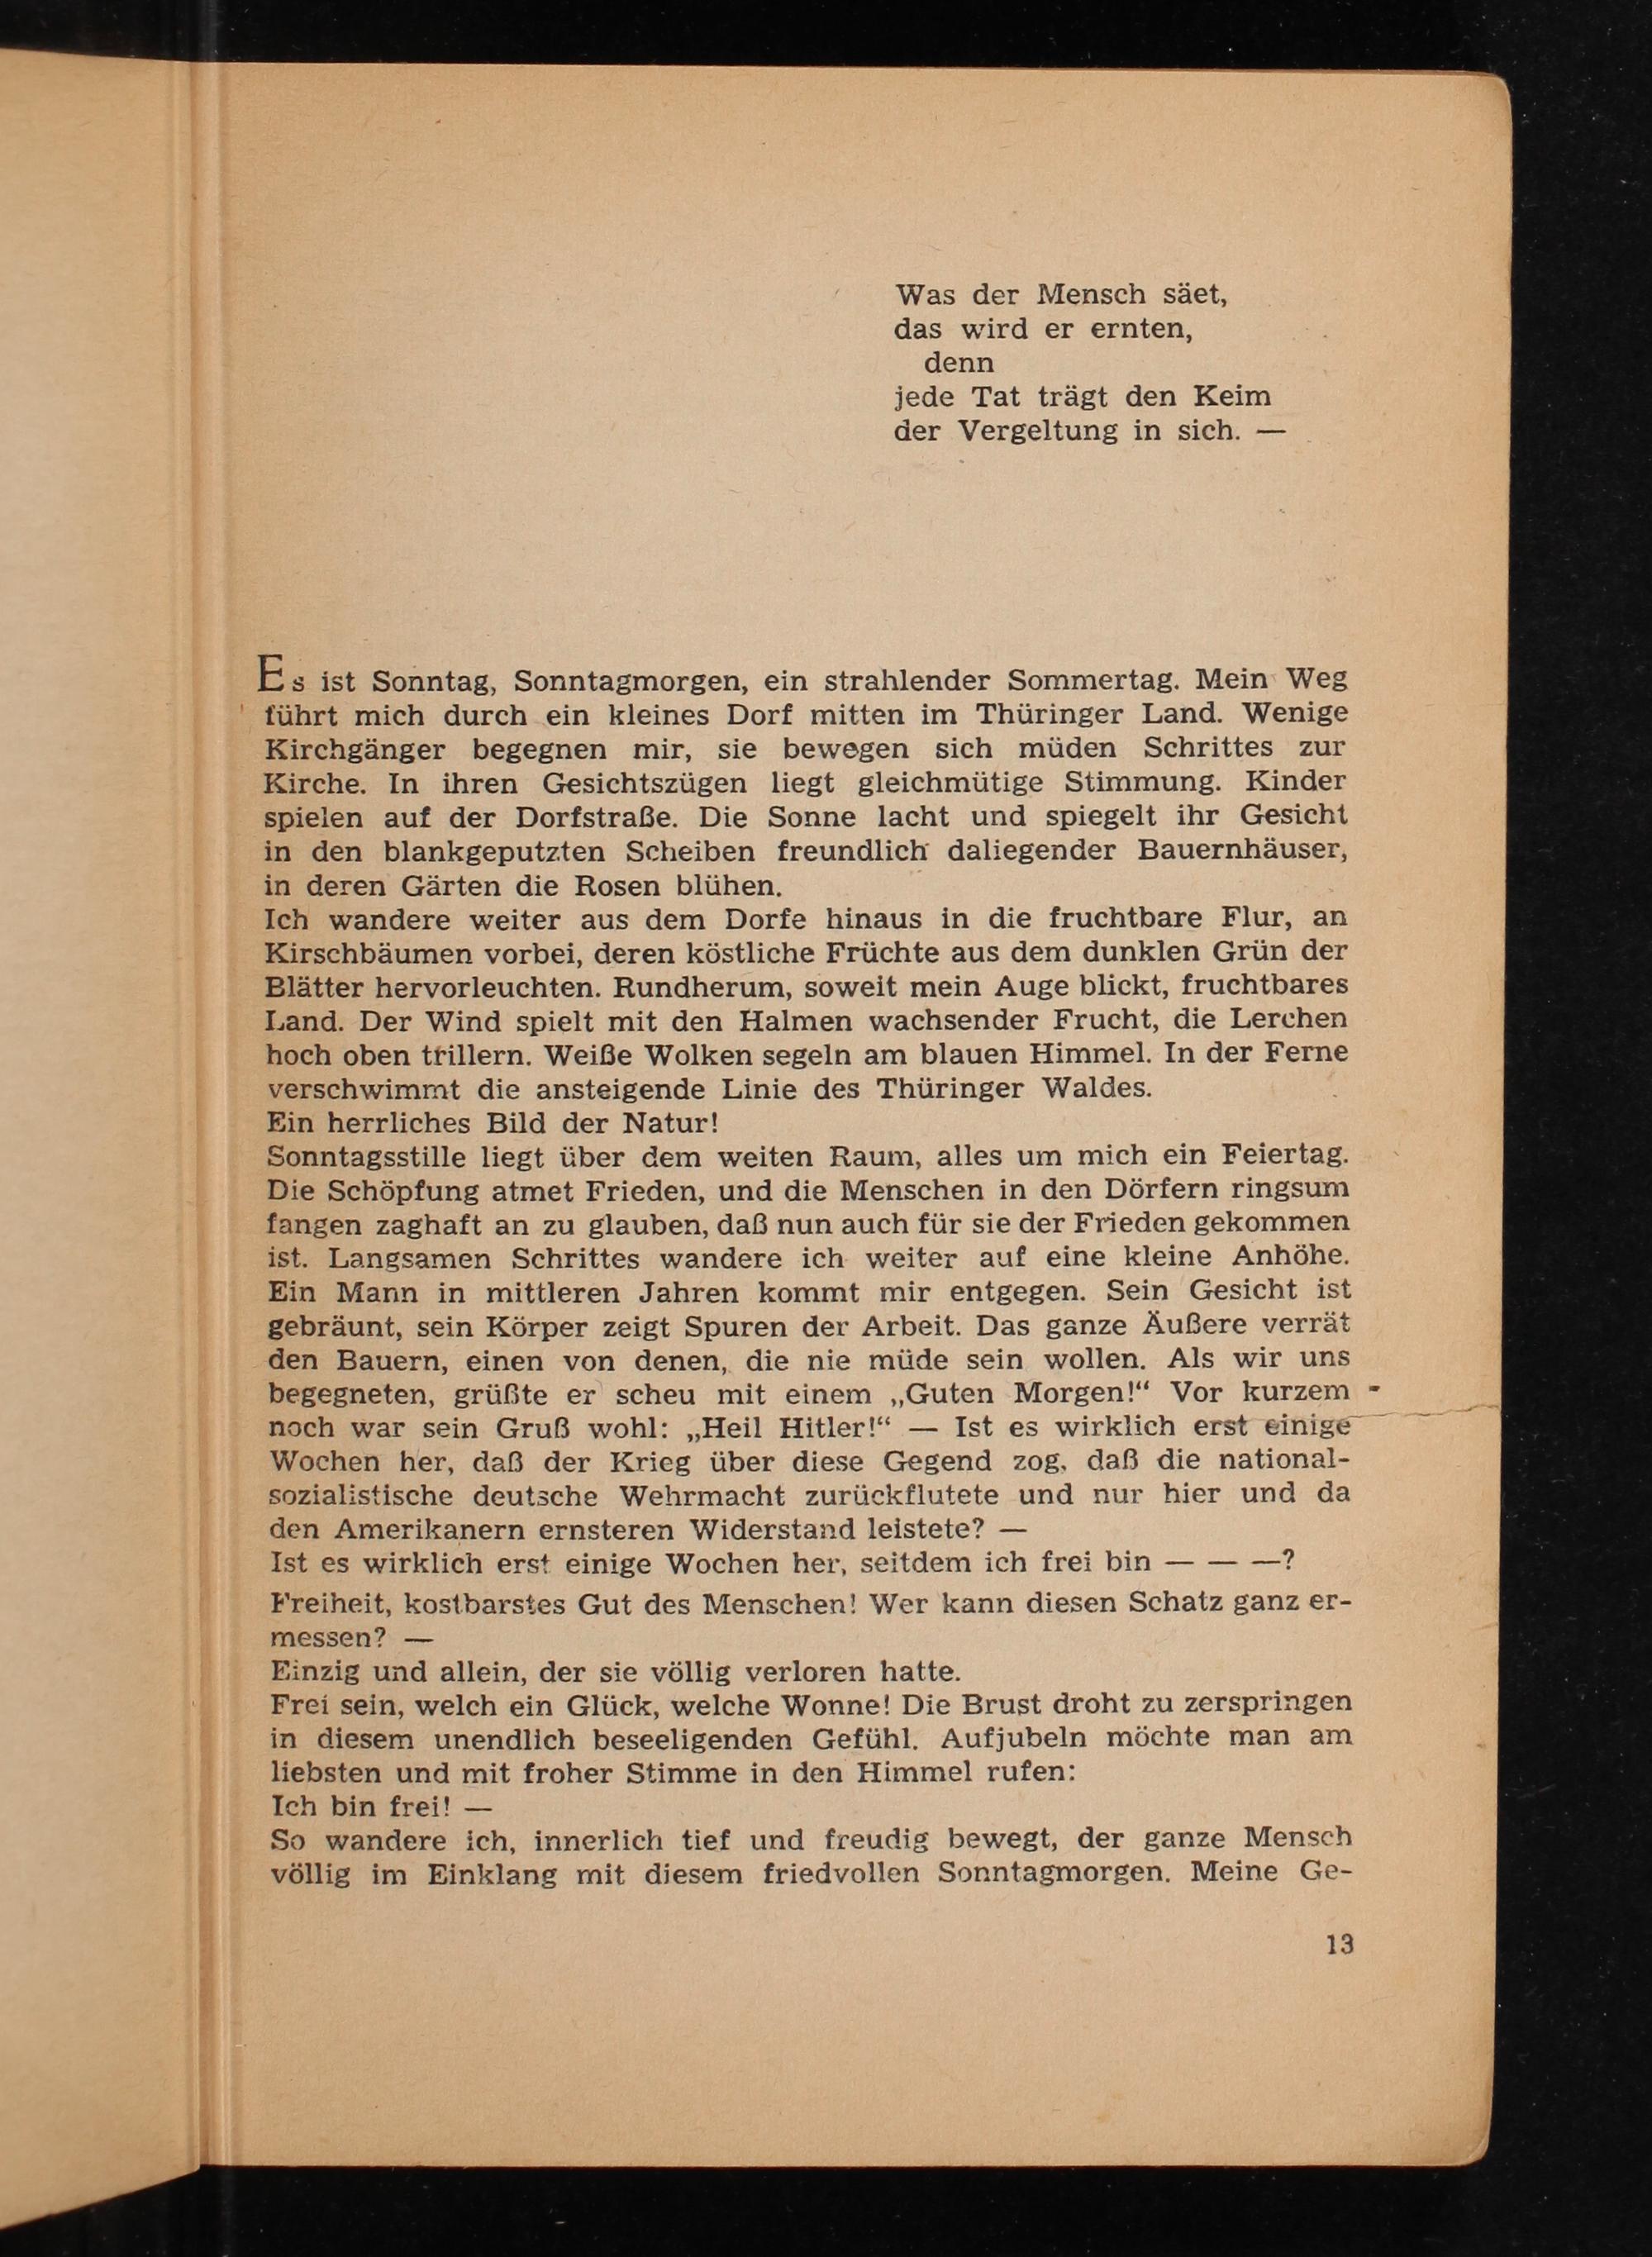 Was der Mensch säet,
das wird er ernten,
denn
jede Tat trägt den Keim
der Vergeltung in sich. —
Es ist Sonntag, Sonntagmorgen, ein strahlender Sommertag. Mein Weg
führt mich durch ein kleines Dorf mitten im Thüringer Land. Wenige
Kirchgänger begegnen mir, sie bewegen sich müden Schrittes zur
Kirche. In ihren Gesichtszügen liegt gleichmütige Stimmung. Kinder
spielen auf der Dorfstraße. Die Sonne lacht und spiegelt ihr Gesicht
in den blankgeputzten Scheiben freundlich daliegender Bauernhäuser,
in deren Gärten die Rosen blühen.
Ich wandere weiter aus dem Dorfe hinaus in die fruchtbare Flur, an
Kirschbäumen vorbei, deren köstliche Früchte aus dem dunklen Grün der
Blätter hervorleuchten. Rundherum, soweit mein Auge blickt, fruchtbares
Land. Der Wind spielt mit den Halmen wachsender Frucht, die Lerchen
hoch oben trillern. Weiße Wolken segeln am blauen Himmel. In der Ferne
verschwimmt die ansteigende Linie des Thüringer Waldes.
Ein herrliches Bild der Natur!
Sonntagsstille liegt über dem weiten Raum, alles um mich ein Feiertag.
Die Schöpfung atmet Frieden, und die Menschen in den Dörfern ringsum
fangen zaghaft an zu glauben, daß nun auch für sie der Frieden gekommen
ist. Langsamen Schrittes wandere ich weiter auf eine kleine Anhöhe.
Ein Mann in mittleren Jahren kommt mir entgegen. Sein Gesicht ist
gebräunt, sein Körper zeigt Spuren der Arbeit. Das ganze Äußere verrät
den Bauern, einen von denen, die nie müde sein wollen. Als wir uns
begegneten, grüßte er scheu mit einem „Guten Morgen!“ Vor kurzem
noch war sein Gruß wohl: „Heil Hitler!“ — Ist es wirklich erst einige
Wochen her, daß der Krieg über diese Gegend zog, daß die national-
sozialistische deutsche Wehrmacht zurückflutete und nur hier und da
den Amerikanern ernsteren Widerstand leistete? —
Ist es wirklich erst einige Wochen her, seitdem ich frei bin — — —?
Freiheit, kostbarstes Gut des Menschen! Wer kann diesen Schatz ganz er-
messen? —
Einzig und allein, der sie völlig verloren hatte.
Frei sein, welch ein Glück, welche Wonne! Die Brust droht zu zerspringen
in diesem unendlich beseeligenden Gefühl. Aufjubeln möchte man am
liebsten und mit froher Stimme in den Himmel rufen:
Ich bin frei! —
So wandere ich, innerlich tief und freudig bewegt, der ganze Mensch
völlig im Einklang mit diesem friedvollen Sonntagmorgen. Meine Ge-
13